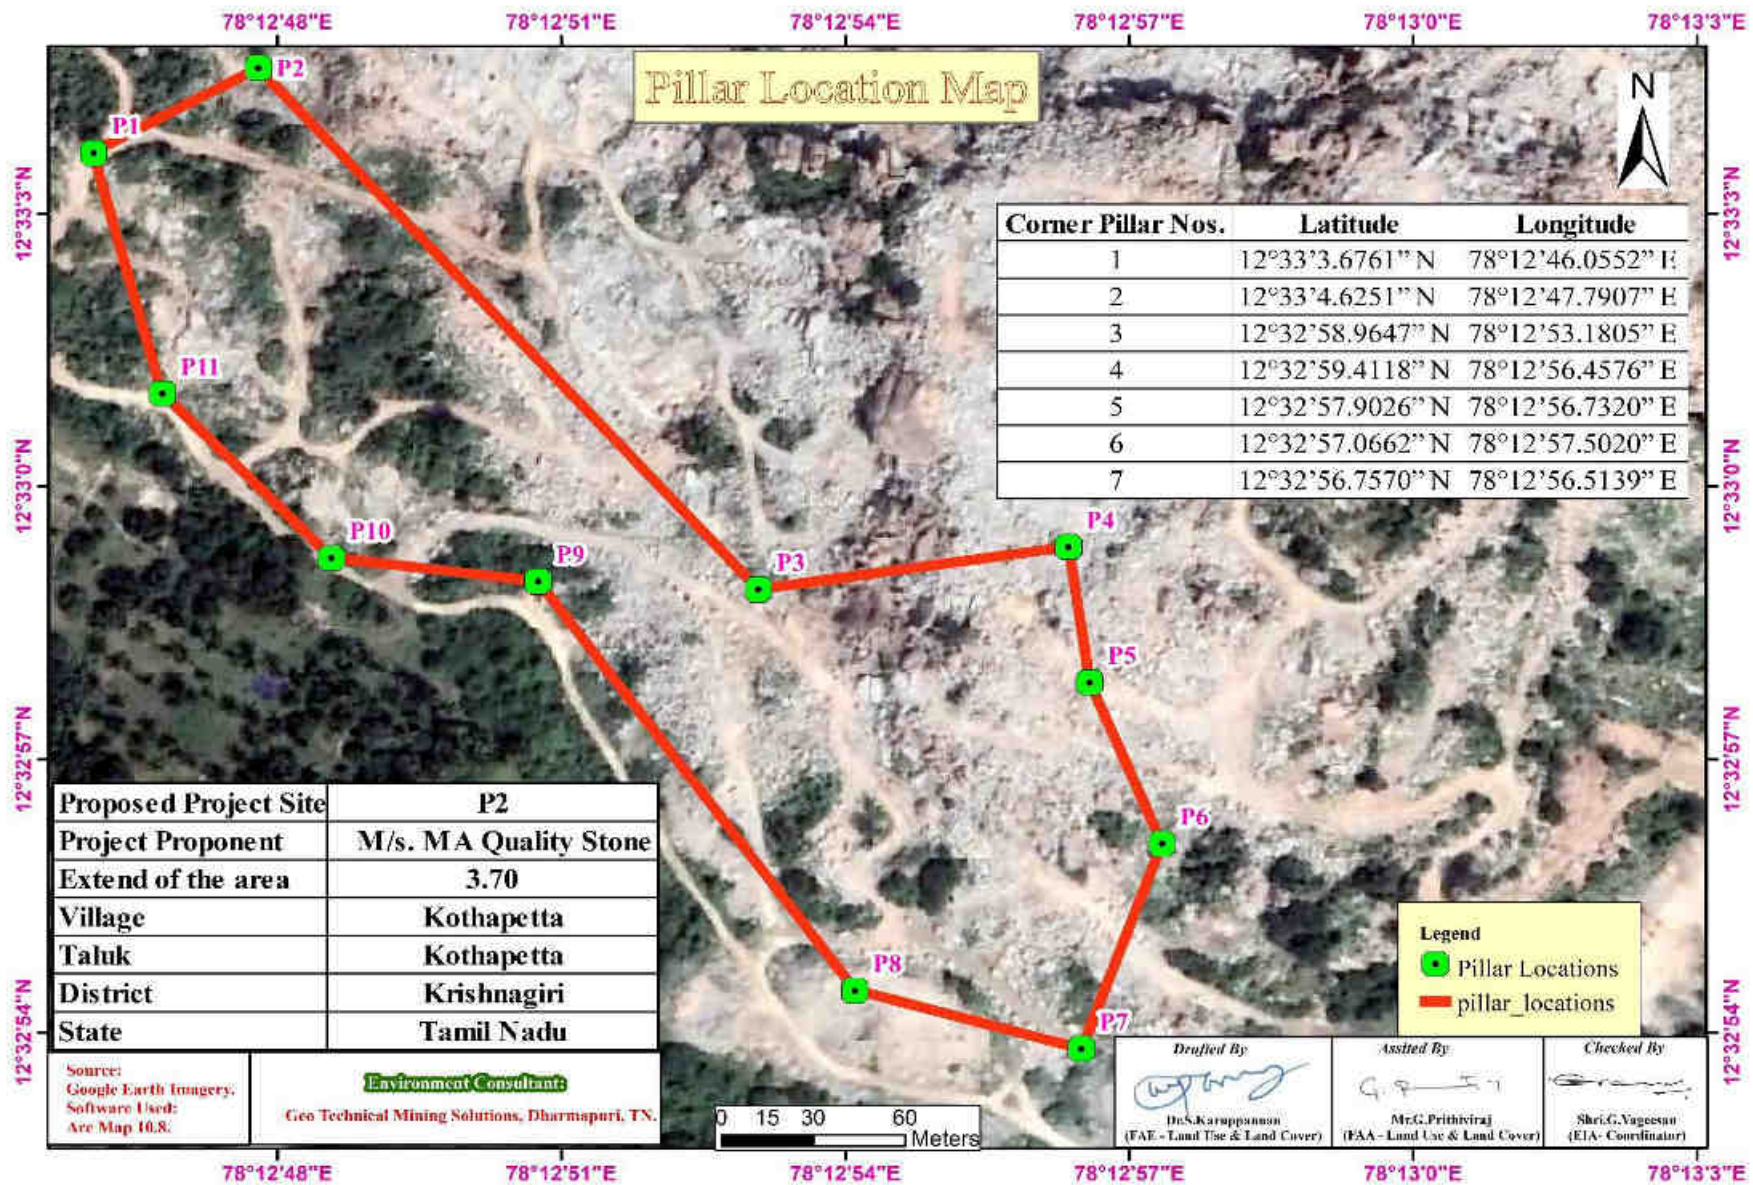 78°12'48"E 78°12'51"E 78°12'54"E 78°12'57"E 78°13'0"E 78°13'3"E
Pillar Location Map
N
P2
P1
12°33'3"N 12°33'3"N
Corner Pillar Nos. Latitude Longitude
1 12°33'3.6761” N 78°12'46.0552” E
2 12°33'4.6251” N 78°12'47.7907” E
3 12°32'58.9647” N 78°12'53.1805” E
4 12°32'59.4118” N 78°12'56.4576” E
5 12°32'57.9026” N 78°12'56.7320” E
6 12°32'57.0662” N 78°12'57.5020” E
7 12°32'56.7570” N 78°12'56.5139” E
P11
12°33'0"N 12°33'0"N
P10
P9
P3
P4
P5
12°32'57"N 12°32'57"N
P6
P8
P7
12°32'54"N 12°32'54"N
Proposed Project Site P2
Project Proponent M/s. MA Quality Stone
Extend of the area 3.70
Village Kothapetta
Taluk Kothapetta
District Krishnagiri
State Tamil Nadu
Legend
Pillar Locations
pillar_locations
Source:
Google Earth Imagery.
Software Used:
Arc Map 10.8.
Environment Consultant:
Geo Technical Mining Solutions, Dharmapuri, TN.
0 15 30 60
Meters
Drafted By
Dr.S.Karuppannan
(FAE - Land Use & Land Cover)
Assited By
Mr.G.Prithiviraj
(FAA - Land Use & Land Cover)
Checked By
Shri.G.Vageesan
(EIA- Coordinator)
78°12'48"E 78°12'51"E 78°12'54"E 78°12'57"E 78°13'0"E 78°13'3"E